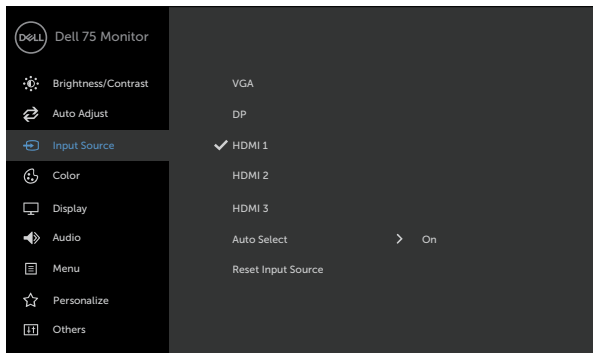 DELL Dell 75 Monitor
Brightness/Contrast
Auto Adjust
Input Source
Color
Display
Audio
Menu
Personalize
Others
VGA
DP
HDMI 1
HDMI 2
HDMI 3
Auto Select On
Reset Input Source